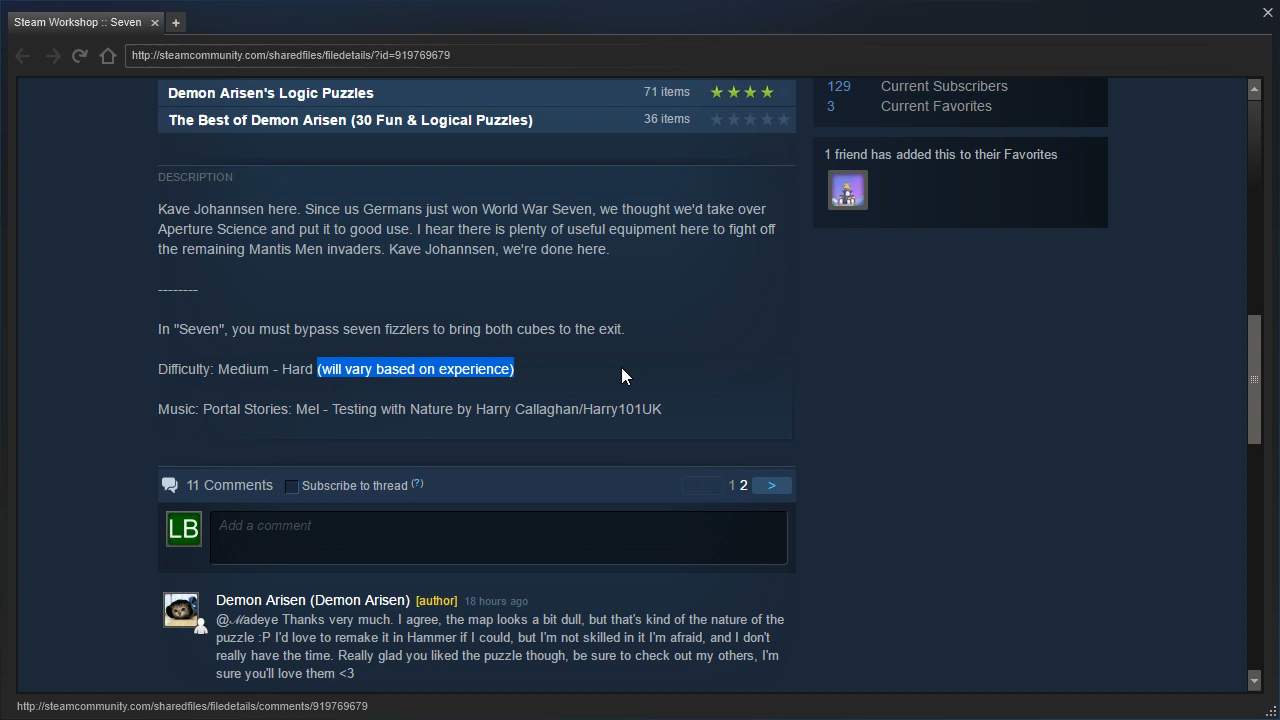 Steam Workshop :: Seven
http://steamcommunity.com/sharedfiles/filedetails/?id=919769679
Demon Arisen's Logic Puzzles 71 items
The Best of Demon Arisen (30 Fun & Logical Puzzles) 36 items
129 Current Subscribers
3 Current Favorites
1 friend has added this to their Favorites
DESCRIPTION
Kave Johannsen here. Since us Germans just won World War Seven, we thought we'd take over
Aperture Science and put it to good use. I hear there is plenty of useful equipment here to fight off
the remaining Mantis Men invaders. Kave Johannsen, we're done here.
--------
In "Seven", you must bypass seven fizzlers to bring both cubes to the exit.
Difficulty: Medium - Hard (will vary based on experience)
Music: Portal Stories: Mel - Testing with Nature by Harry Callaghan/Harry101UK
11 Comments Subscribe to thread (?) < 1 2 >
LB Add a comment
Demon Arisen (Demon Arisen) [author] 18 hours ago
@𝓜adeye Thanks very much. I agree, the map looks a bit dull, but that's kind of the nature of the
puzzle :P I'd love to remake it in Hammer if I could, but I'm not skilled in it I'm afraid, and I don't
really have the time. Really glad you liked the puzzle though, be sure to check out my others, I'm
sure you'll love them <3
http://steamcommunity.com/sharedfiles/filedetails/comments/919769679